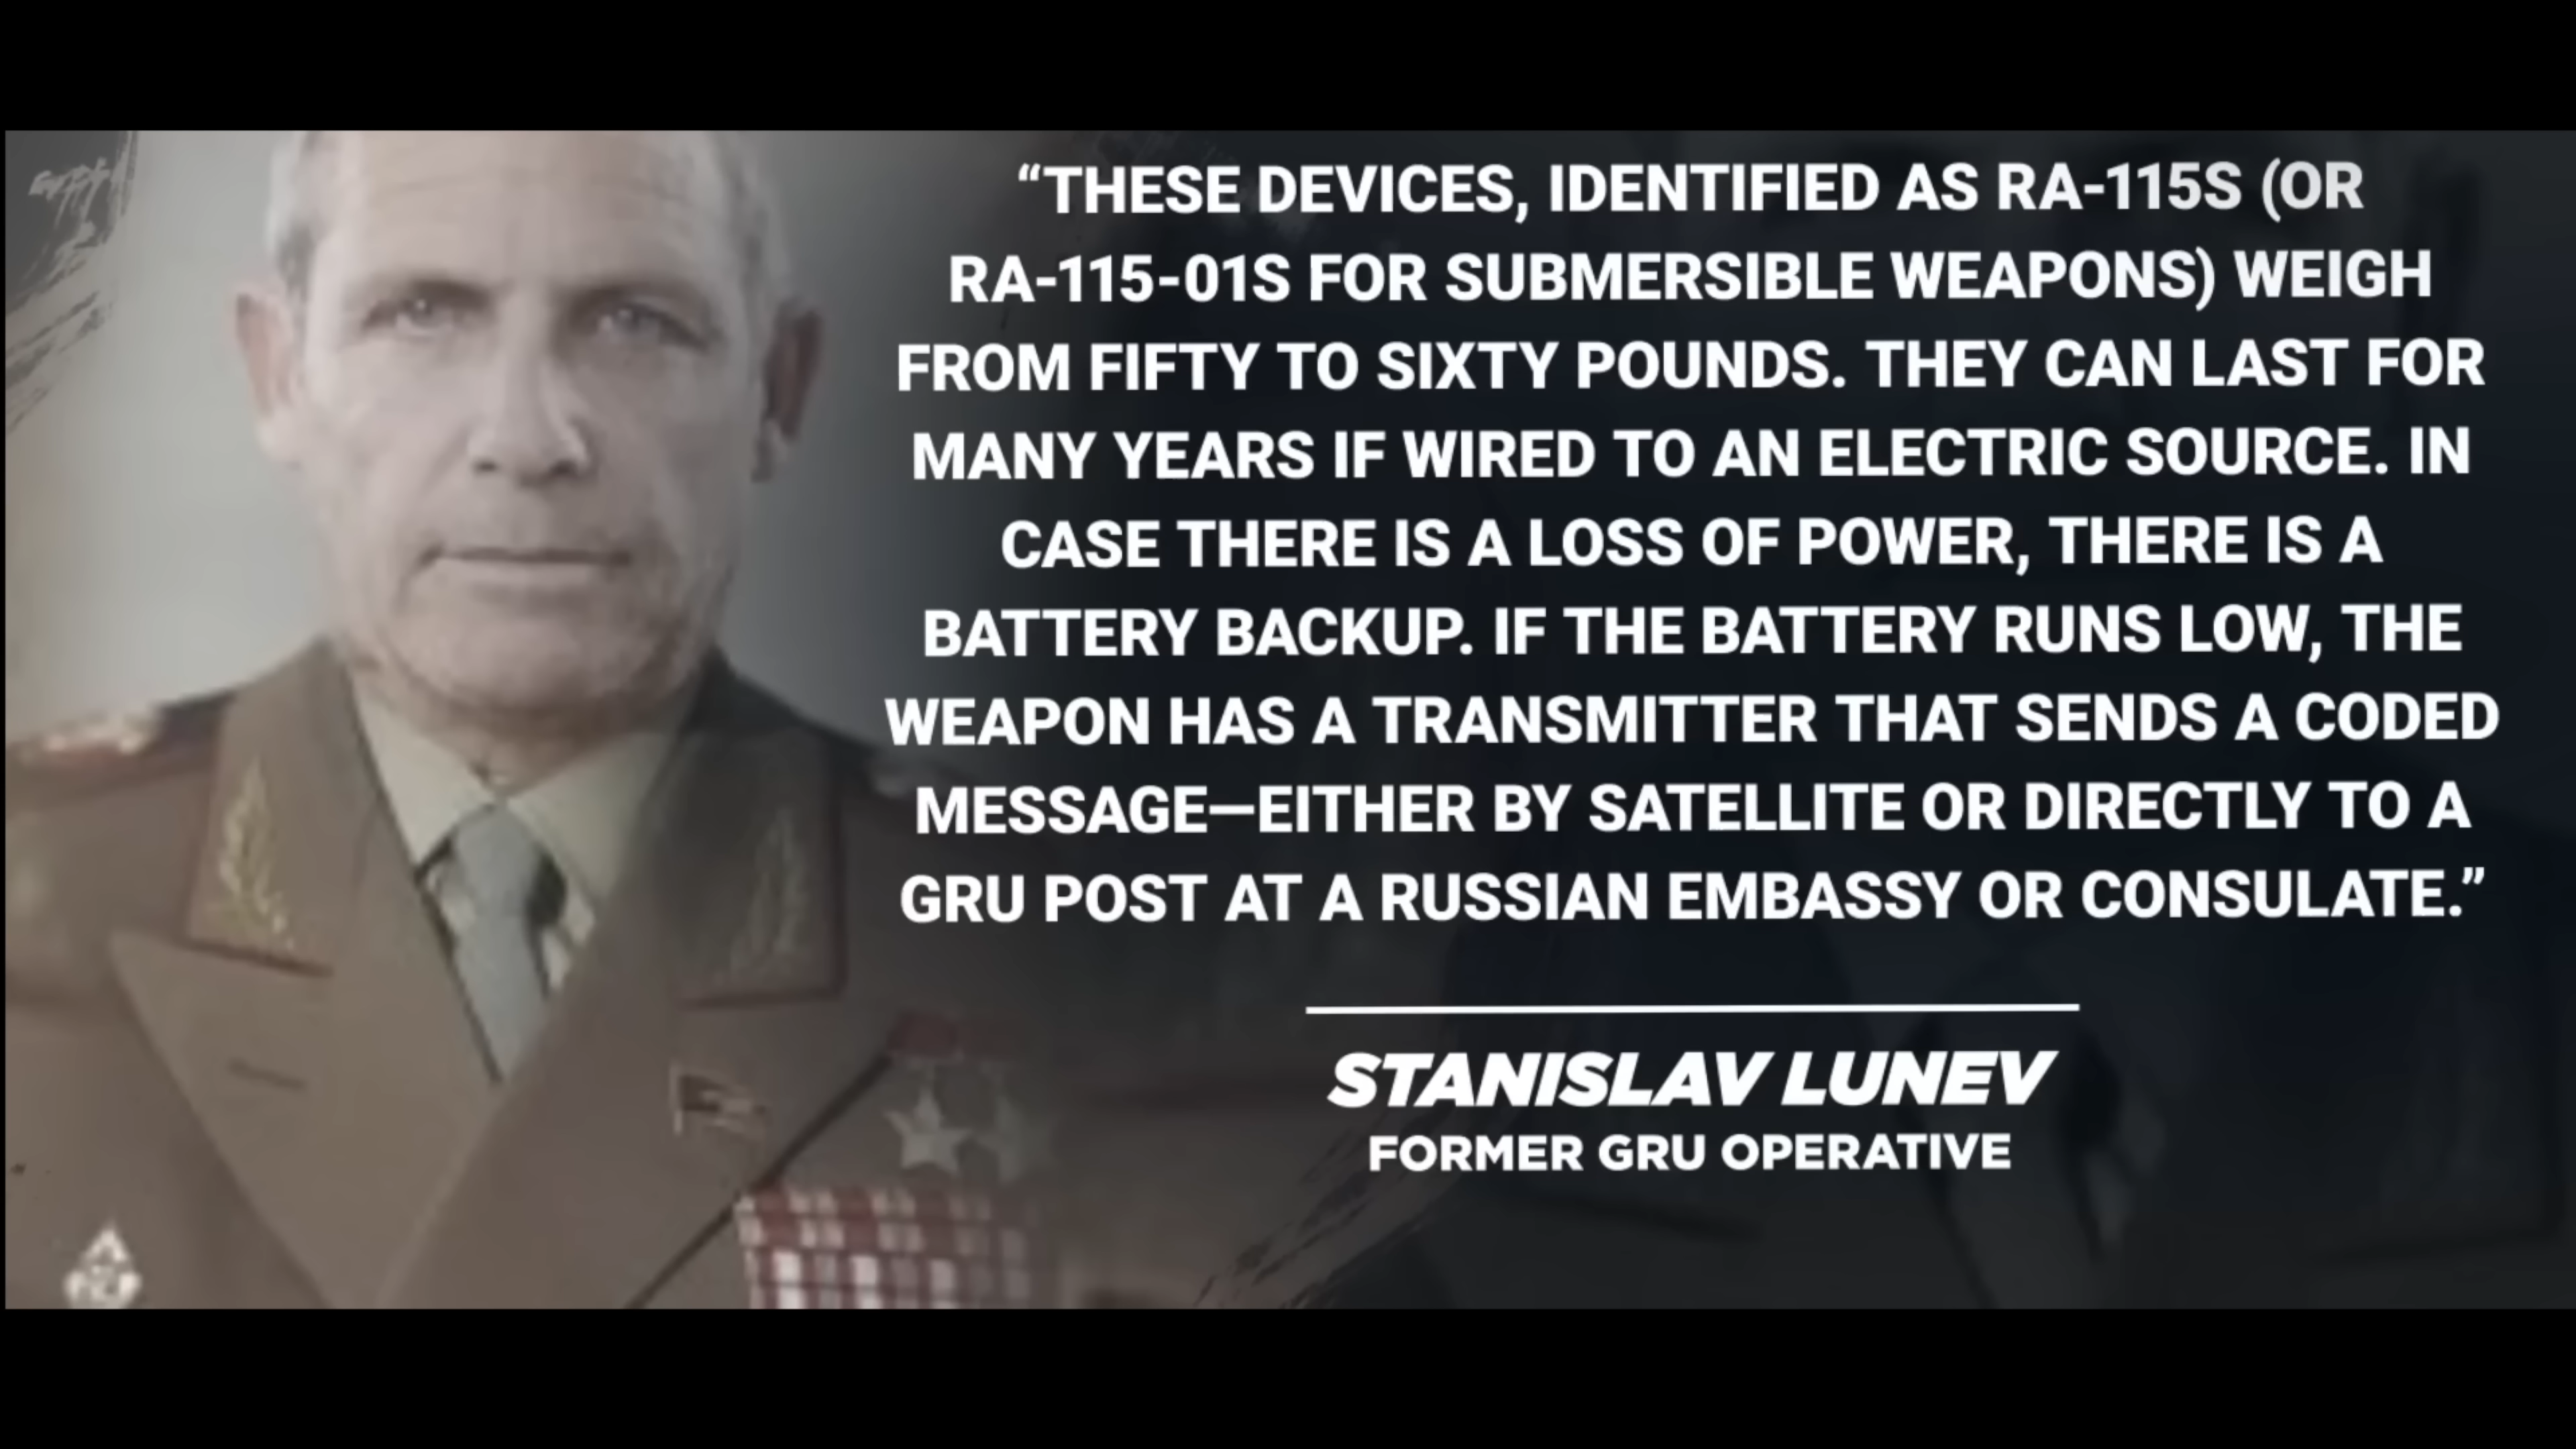 “THESE DEVICES, IDENTIFIED AS RA-115S (OR
RA-115-01S FOR SUBMERSIBLE WEAPONS) WEIGH
FROM FIFTY TO SIXTY POUNDS. THEY CAN LAST FOR
MANY YEARS IF WIRED TO AN ELECTRIC SOURCE. IN
CASE THERE IS A LOSS OF POWER, THERE IS A
BATTERY BACKUP. IF THE BATTERY RUNS LOW, THE
WEAPON HAS A TRANSMITTER THAT SENDS A CODED
MESSAGE—EITHER BY SATELLITE OR DIRECTLY TO A
GRU POST AT A RUSSIAN EMBASSY OR CONSULATE.”
STANISLAV LUNEV
FORMER GRU OPERATIVE